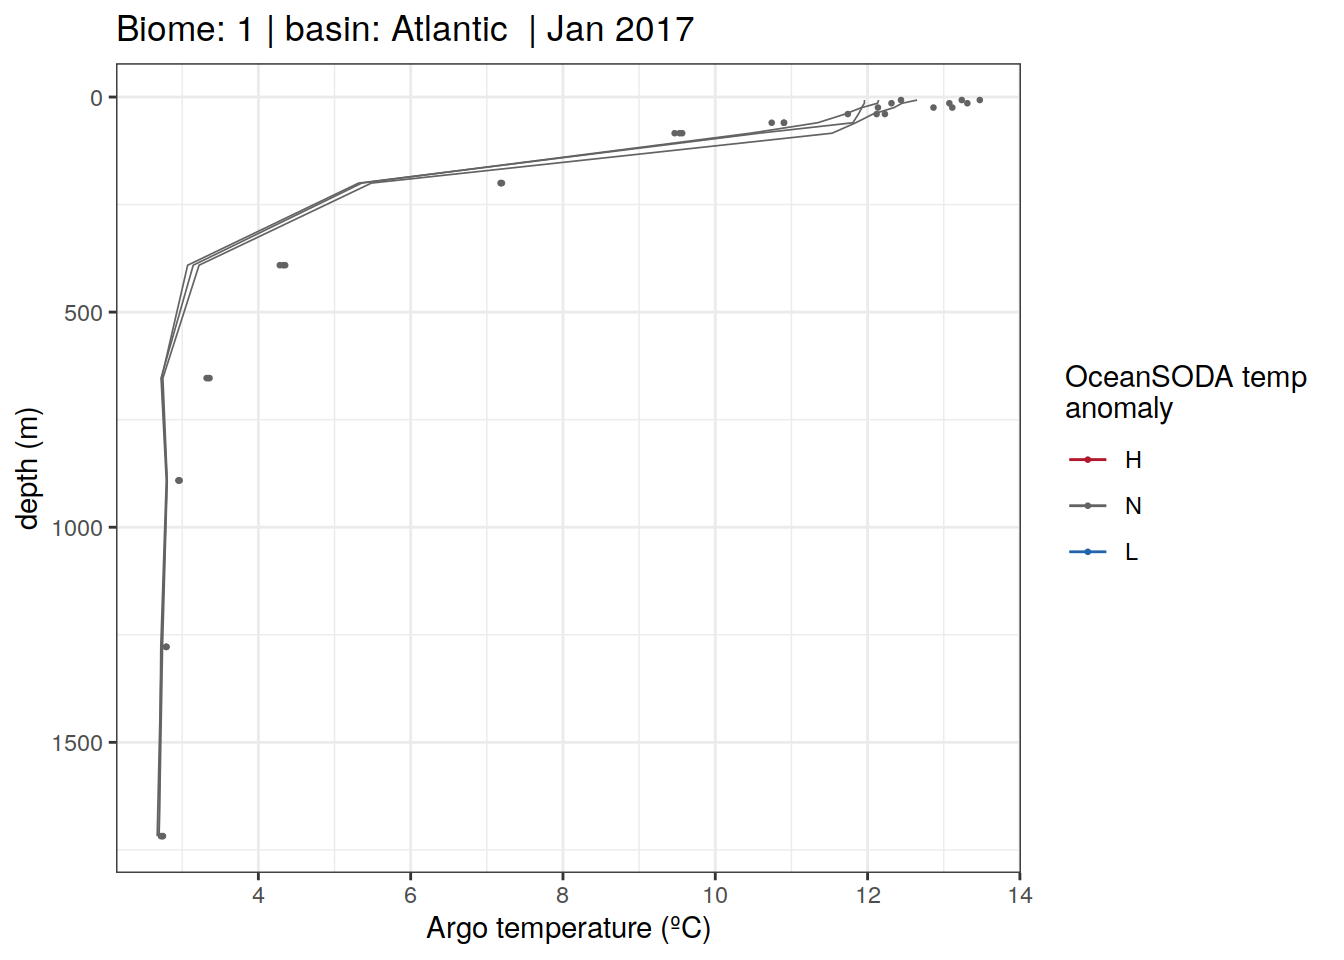 Biome: 1 | basin: Atlantic  | Jan 2017
0
500
1000
1500
depth (m)
4 6 8 10 12 14
Argo temperature (ºC)
OceanSODA temp
anomaly
H
N
L